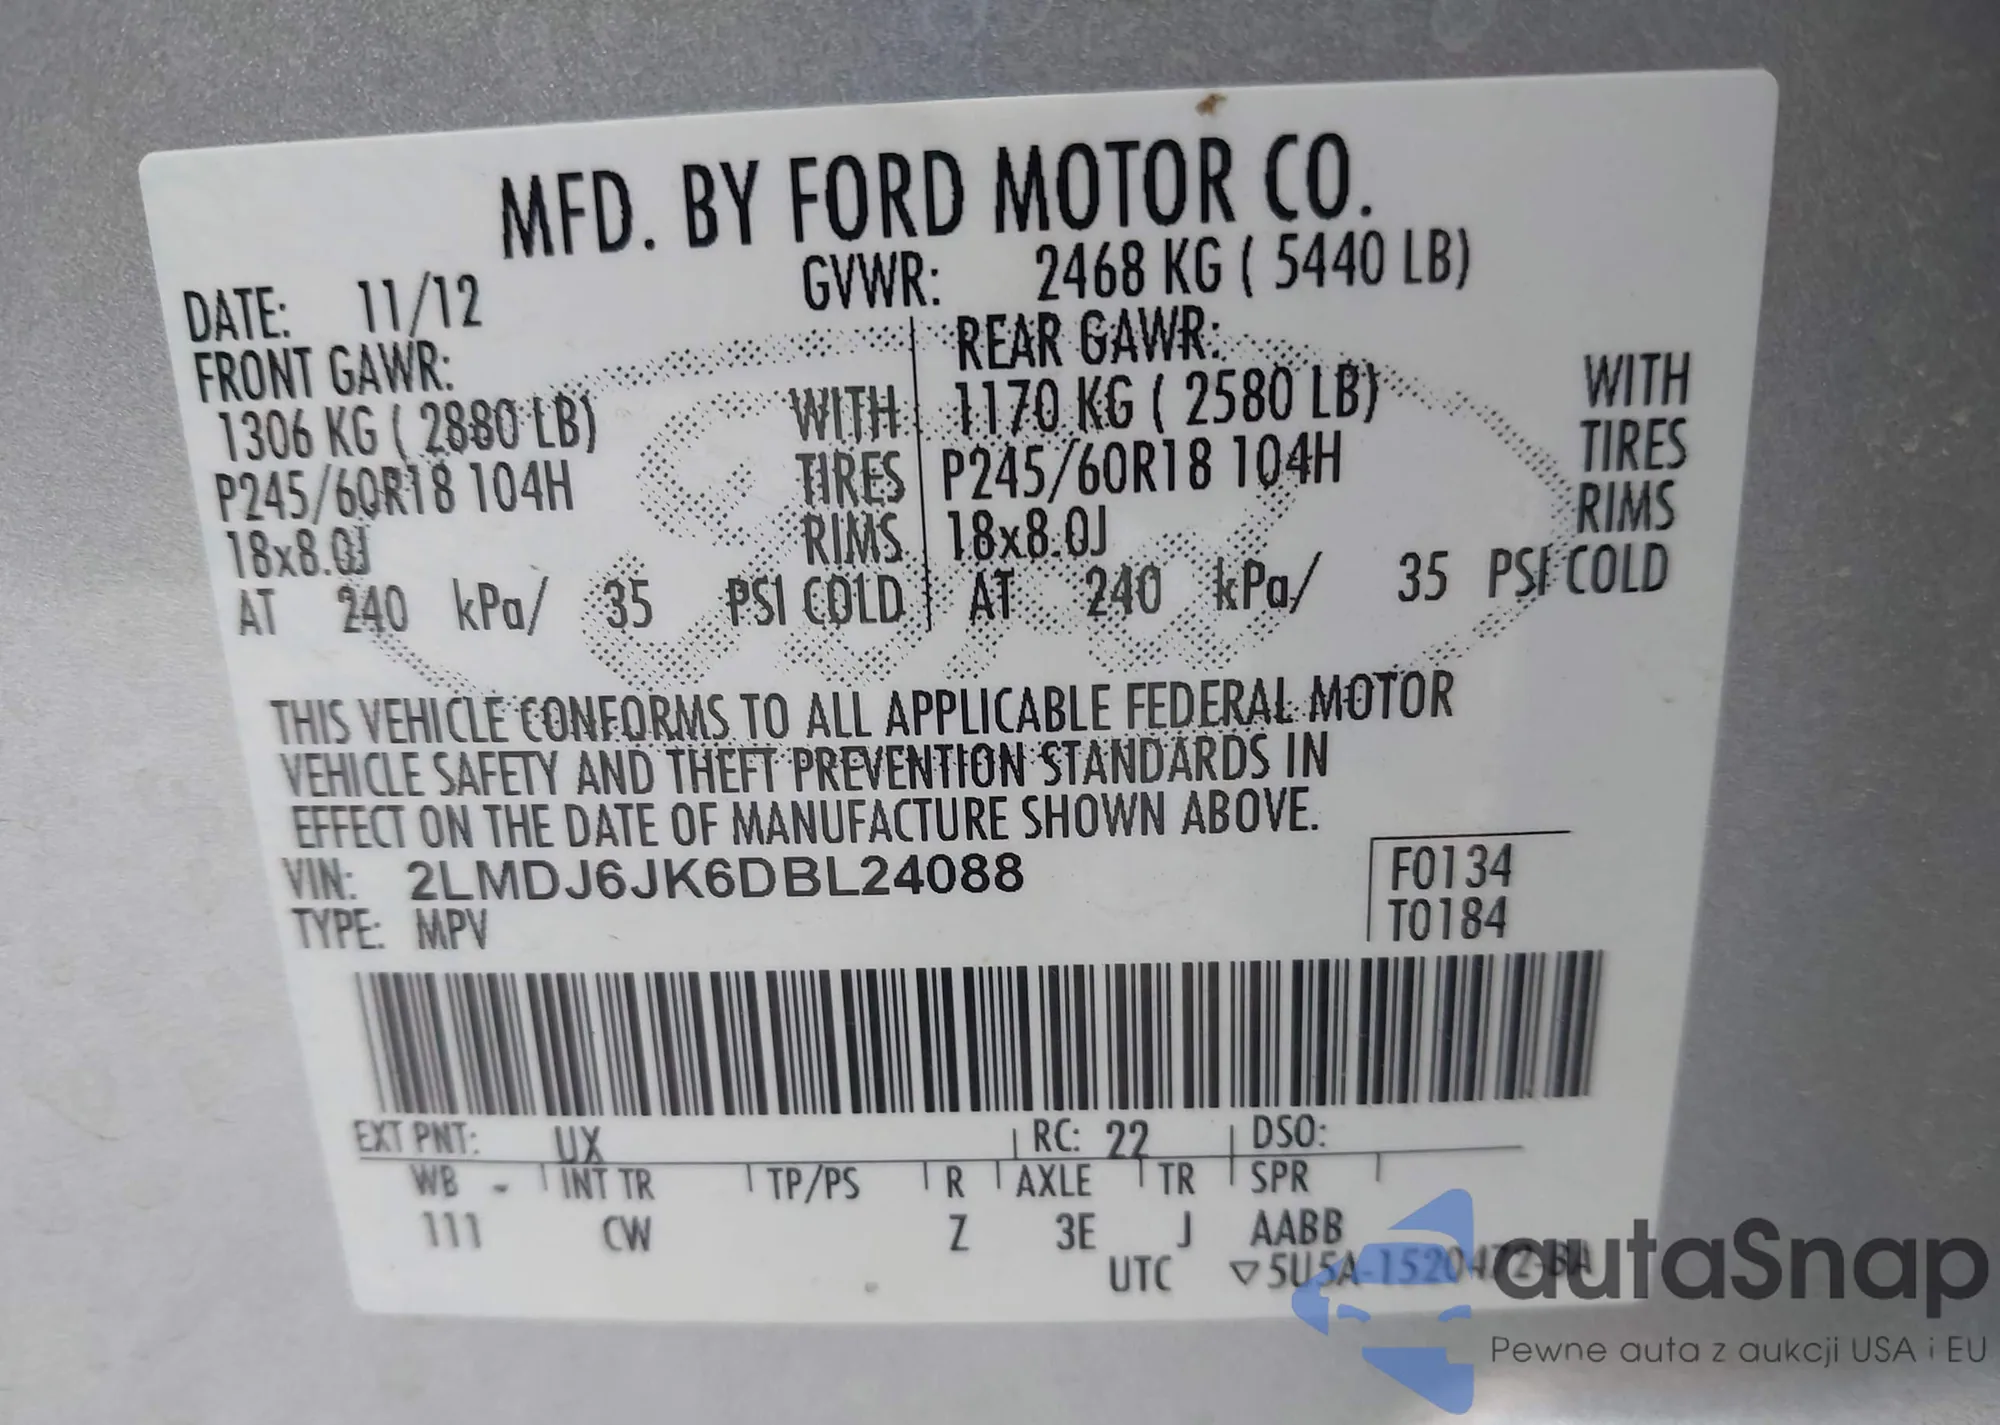 MFD. BY FORD MOTOR CO.
DATE: 11/12 GVWR: 2468 KG ( 5440 LB)
FRONT GAWR: REAR GAWR:
1306 KG ( 2880 LB) WITH 1170 KG ( 2580 LB) WITH
P245/60R18 104H TIRES P245/60R18 104H TIRES
18x8.0J RIMS 18x8.0J RIMS
AT 240 kPa/ 35 PSI COLD AT 240 kPa/ 35 PSI COLD
THIS VEHICLE CONFORMS TO ALL APPLICABLE FEDERAL MOTOR
VEHICLE SAFETY AND THEFT PREVENTION STANDARDS IN
EFFECT ON THE DATE OF MANUFACTURE SHOWN ABOVE.
VIN: 2LMDJ6JK6DBL24088 F0134
TYPE: MPV T0184
EXT PNT: UX RC: 22 DSO:
WB - INT TR TP/PS R AXLE TR SPR
111 CW Z 3E J AABB
UTC ▽5U5A-1520472-BA
autaSnap
Pewne auta z aukcji USA i EU